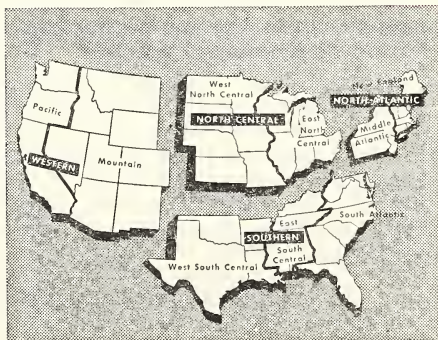 Pacific
WESTERN
Mountain
West
North Central
NORTH CENTRAL
East
North
Central
New England
NORTH ATLANTIC
Middle
Atlantic
SOUTHERN
East
South
Central
South Atlantic
West South Central